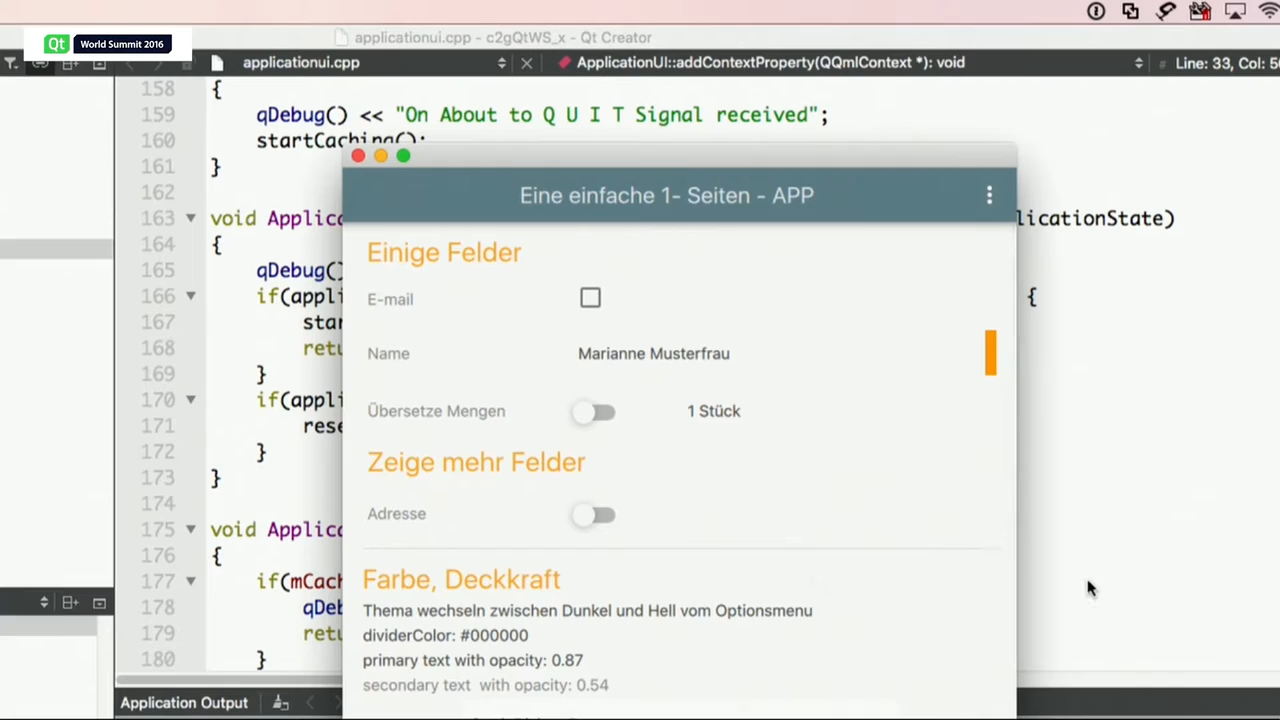 Qt World Summit 2016
applicationui.cpp - c2gQtWS_x - Qt Creator
applicationui.cpp
ApplicationUI::addContextProperty(QQmlContext *): void
# Line: 33, Col: 5
158 {
159 qDebug() << "On About to Q U I T Signal received";
160 startCaching();
161 }
162
163 void Applica
licationState)
164 {
165 qDebug()
166 if(appli
{
167 star
168 retu
169 }
170 if(appli
171 rese
172 }
173 }
174
175 void Applica
176 {
177 if(mCach
178 qDeb
179 retu
180 }
Application Output
Eine einfache 1- Seiten - APP
Einige Felder
E-mail
Name Marianne Musterfrau
Übersetze Mengen 1 Stück
Zeige mehr Felder
Adresse
Farbe, Deckkraft
Thema wechseln zwischen Dunkel und Hell vom Optionsmenu
dividerColor: #000000
primary text with opacity: 0.87
secondary text with opacity: 0.54